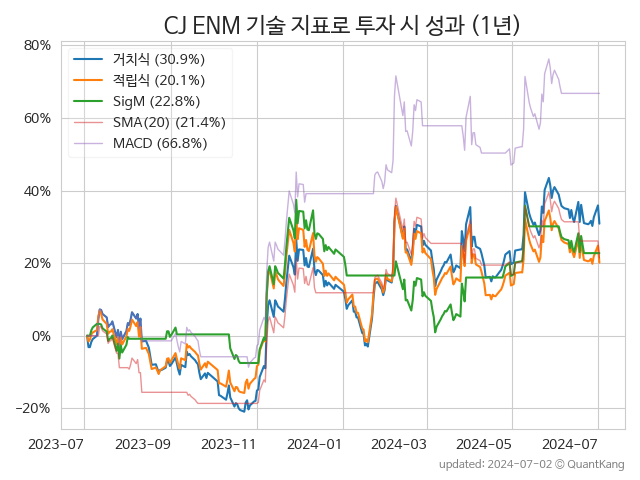 CJ ENM 기술 지표로 투자 시 성과 (1년)
80%
60%
40%
20%
0%
−20%
거치식 (30.9%)
적립식 (20.1%)
SigM (22.8%)
SMA(20) (21.4%)
MACD (66.8%)
2023-07 2023-09 2023-11 2024-01 2024-03 2024-05 2024-07
updated: 2024-07-02 © QuantKang